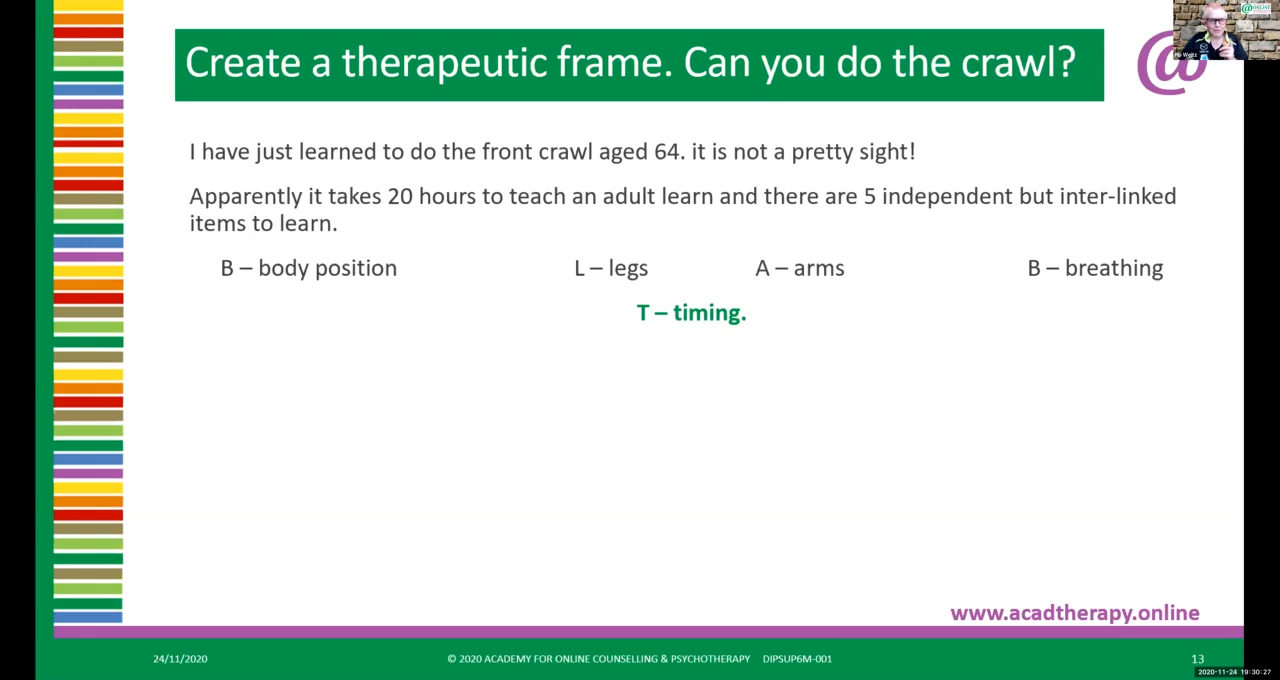 Create a therapeutic frame. Can you do the crawl?
@ONLINE
@
I have just learned to do the front crawl aged 64. it is not a pretty sight!
Apparently it takes 20 hours to teach an adult learn and there are 5 independent but inter-linked
items to learn.
B – body position L – legs A – arms B – breathing
T – timing.
www.acadtherapy.online
24/11/2020 © 2020 ACADEMY FOR ONLINE COUNSELLING & PSYCHOTHERAPY DIPSUP6M-001 13
2020-11-24 19:30:27